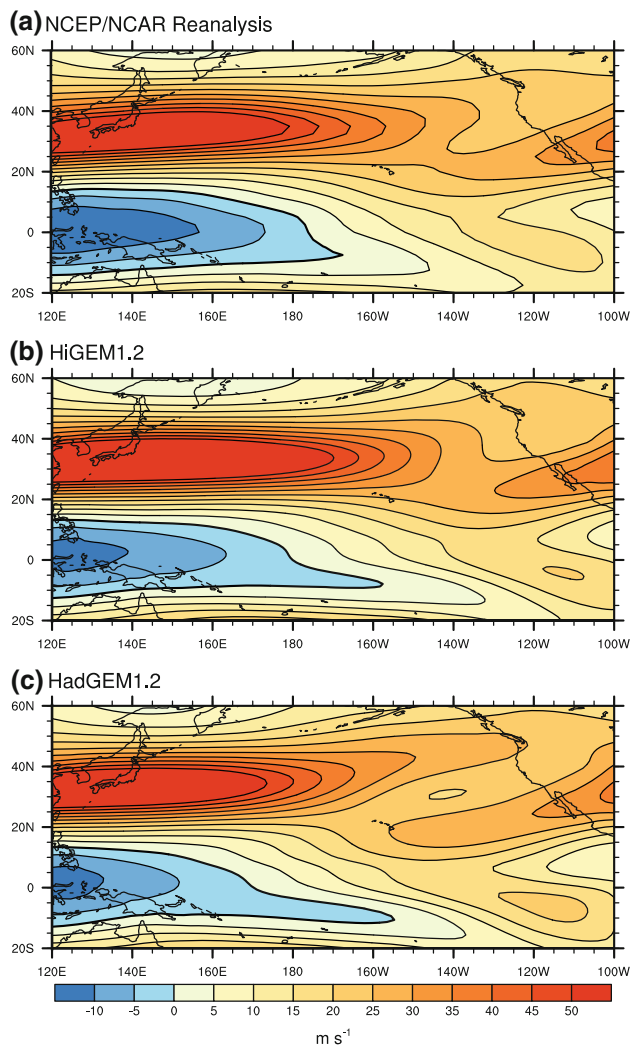 (a) NCEP/NCAR Reanalysis
60N
40N
20N
0
20S
120E 140E 160E 180 160W 140W 120W 100W
(b) HiGEM1.2
60N
40N
20N
0
20S
120E 140E 160E 180 160W 140W 120W 100W
(c) HadGEM1.2
60N
40N
20N
0
20S
120E 140E 160E 180 160W 140W 120W 100W
-10 -5 0 5 10 15 20 25 30 35 40 45 50
m s⁻¹